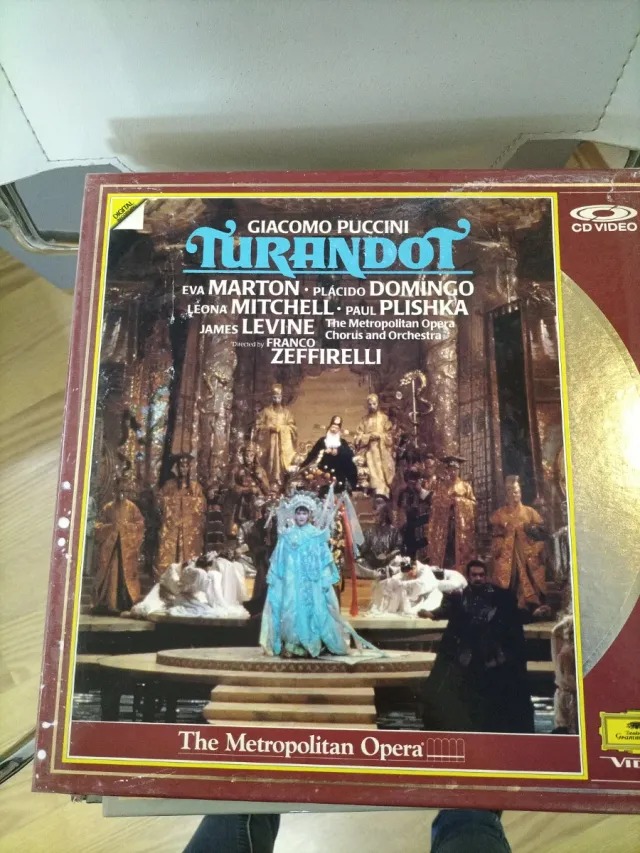 DIGITAL
GIACOMO PUCCINI
TURANDOT
EVA MARTON · PLÁCIDO DOMINGO
LEONA MITCHELL · PAUL PLISHKA
JAMES LEVINE The Metropolitan Opera
Chorus and Orchestra
Directed by FRANCO
ZEFFIRELLI
CD VIDEO
The Metropolitan Opera